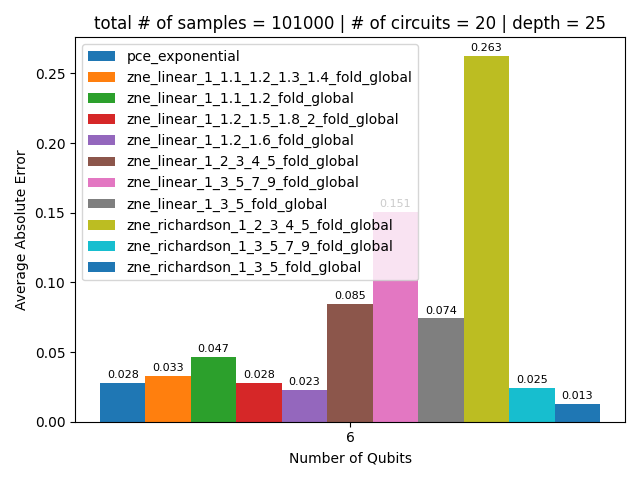 total # of samples = 101000 | # of circuits = 20 | depth = 25
pce_exponential
zne_linear_1_1.1_1.2_1.3_1.4_fold_global
zne_linear_1_1.1_1.2_fold_global
zne_linear_1_1.2_1.5_1.8_2_fold_global
zne_linear_1_1.2_1.6_fold_global
zne_linear_1_2_3_4_5_fold_global
zne_linear_1_3_5_7_9_fold_global
zne_linear_1_3_5_fold_global
zne_richardson_1_2_3_4_5_fold_global
zne_richardson_1_3_5_7_9_fold_global
zne_richardson_1_3_5_fold_global
Average Absolute Error
0.25
0.20
0.15
0.10
0.05
0.00
0.028
0.033
0.047
0.028
0.023
0.085
0.151
0.074
0.263
0.025
0.013
6
Number of Qubits